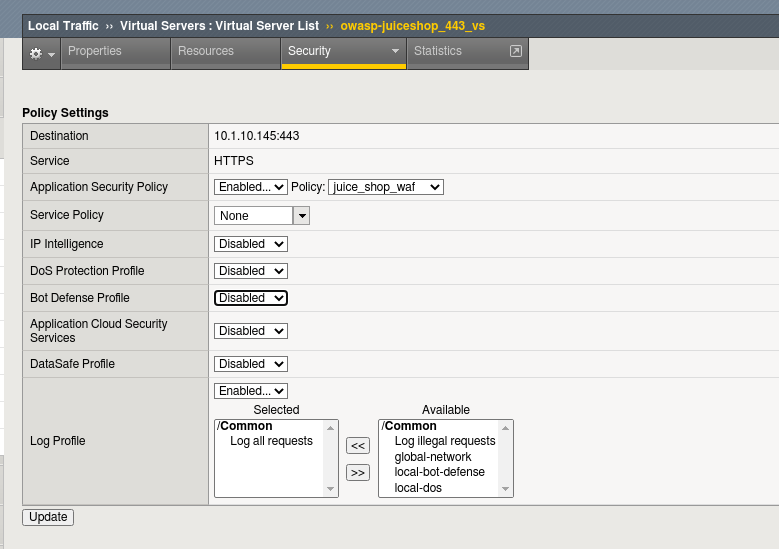 Local Traffic ›› Virtual Servers : Virtual Server List ›› owasp-juiceshop_443_vs
Properties Resources Security Statistics
Policy Settings
Destination 10.1.10.145:443
Service HTTPS
Application Security Policy Enabled... Policy: juice_shop_waf
Service Policy None
IP Intelligence Disabled
DoS Protection Profile Disabled
Bot Defense Profile Disabled
Application Cloud Security
Services Disabled
DataSafe Profile Disabled
Log Profile Enabled...
Selected Available
/Common /Common
Log all requests Log illegal requests
<< global-network
local-bot-defense
>> local-dos
Update